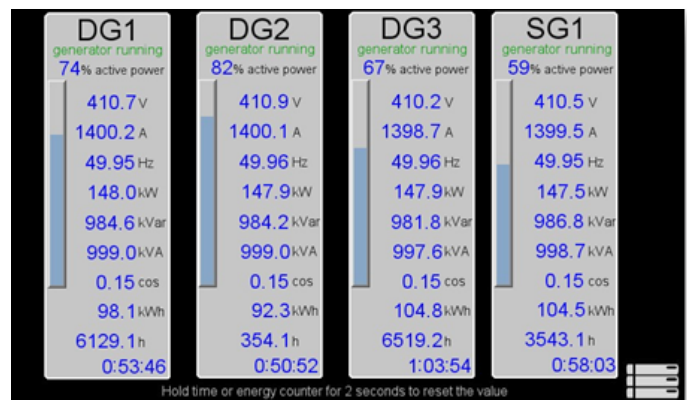 DG1 DG2 DG3 SG1
generator running generator running generator running generator running
74% active power 82% active power 67% active power 59% active power
410.7 V 410.9 V 410.2 V 410.5 V
1400.2 A 1400.1 A 1398.7 A 1399.5 A
49.95 Hz 49.96 Hz 49.96 Hz 49.95 Hz
148.0 kW 147.9 kW 147.9 kW 147.5 kW
984.6 kVar 984.2 kVar 981.8 kVar 986.8 kVar
999.0 kVA 999.0 kVA 997.6 kVA 998.7 kVA
0.15 cos 0.15 cos 0.15 cos 0.15 cos
98.1 kWh 92.3 kWh 104.8 kWh 104.5 kWh
6129.1 h 354.1 h 6519.2 h 3543.1 h
0:53:46 0:50:52 1:03:54 0:58:03
Hold time or energy counter for 2 seconds to reset the value